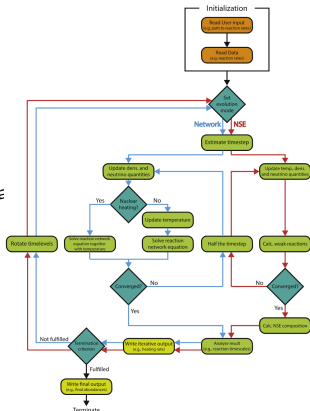 Initialization
Read User Input
(e.g. path to reaction rates)
Read Data
(e.g. reaction rates)
Set
evolution
mode
Network
NSE
Estimate timestep
Update dens. and
neutrino quantities
Update temp., dens.
and neutrino quantities
Nuclear
heating?
Yes
No
Update temperature
Rotate timelevels
Solve reaction network
equation together
with temperature
Solve reaction
network equation
Half the timestep
Calc. weak reactions
Converged?
No
No
Converged?
Yes
Yes
Calc. NSE composition
Not fulfilled
Termination
criterion
Write iterative output
(e.g., heating rate)
Analyze result
(e.g., reaction timescales)
Fulfilled
Write final output
(e.g., final abundances)
Terminate